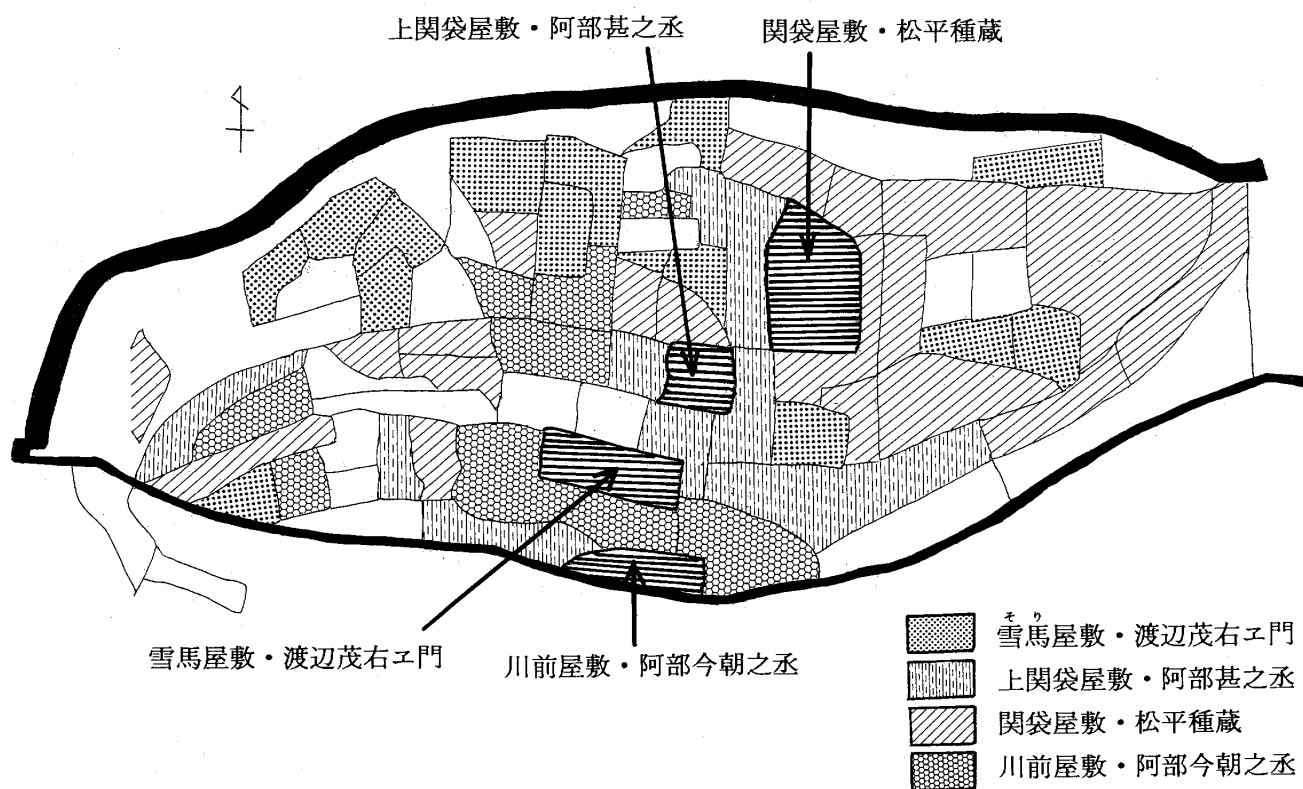 上関袋屋敷・阿部甚之丞
関袋屋敷・松平種蔵
雪馬屋敷・渡辺茂右ヱ門
川前屋敷・阿部今朝之丞
そり
雪馬屋敷・渡辺茂右ヱ門
上関袋屋敷・阿部甚之丞
関袋屋敷・松平種蔵
川前屋敷・阿部今朝之丞